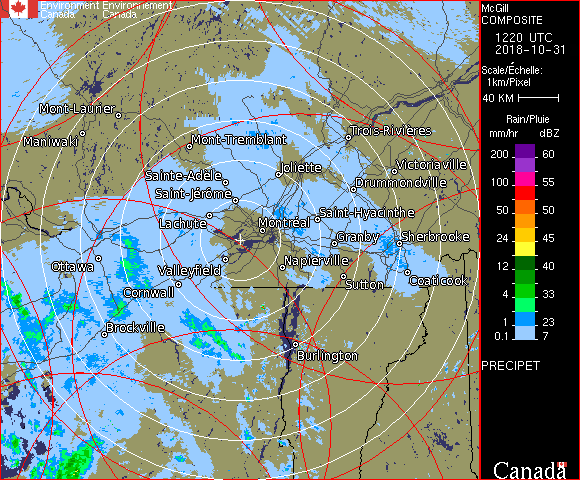 Environment Environnement
Canada Canada
McGill
COMPOSITE
1220 UTC
2018-10-31
Scale/Échelle:
1km/Pixel
40 KM
Rain/Pluie
mm/hr dBZ
200 60
100 55
50 50
24 45
12 40
4 33
1 23
0.1 7
PRECIPET
Canada
Mont-Laurier
Maniwaki
Mont-Tremblant
Trois-Rivières
Joliette
Victoriaville
Sainte-Adèle
Drummondville
Saint-Jérôme
Saint-Hyacinthe
Lachute
Montréal
Granby
Sherbrooke
Ottawa
Valleyfield
Napierville
Cornwall
Sutton
Coaticook
Brockville
Burlington